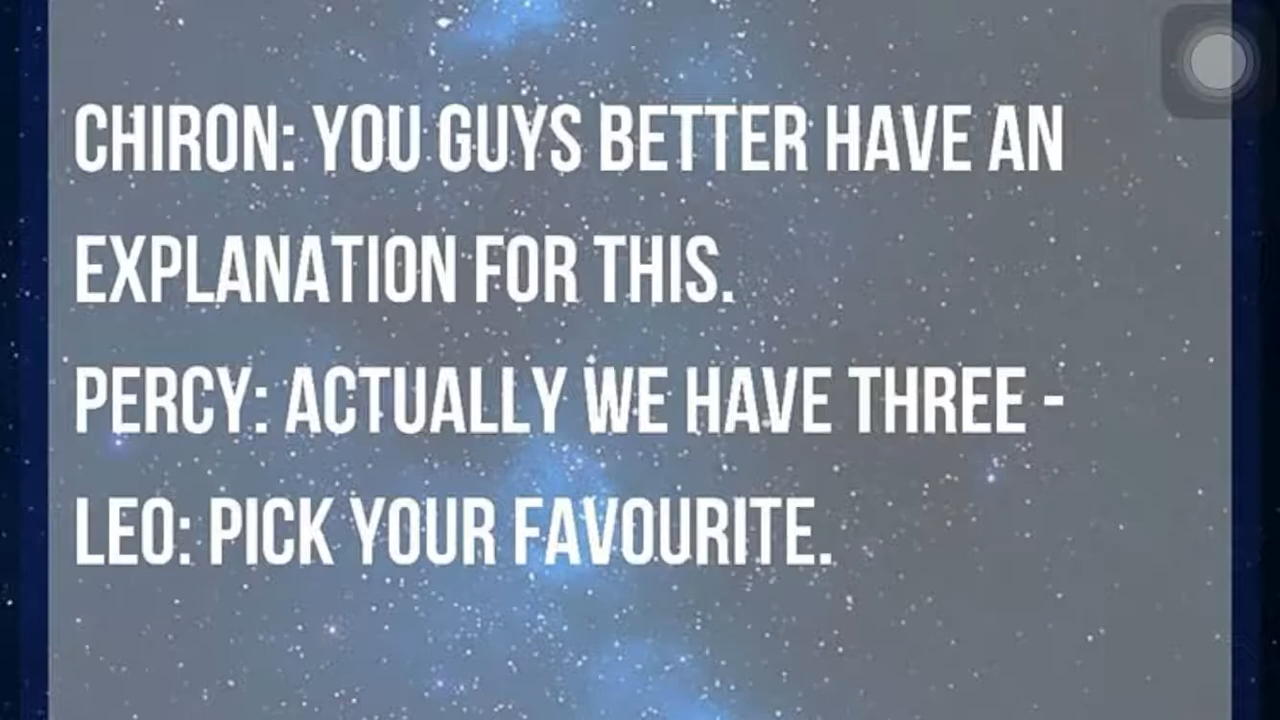 CHIRON: YOU GUYS BETTER HAVE AN
EXPLANATION FOR THIS.
PERCY: ACTUALLY WE HAVE THREE -
LEO: PICK YOUR FAVOURITE.